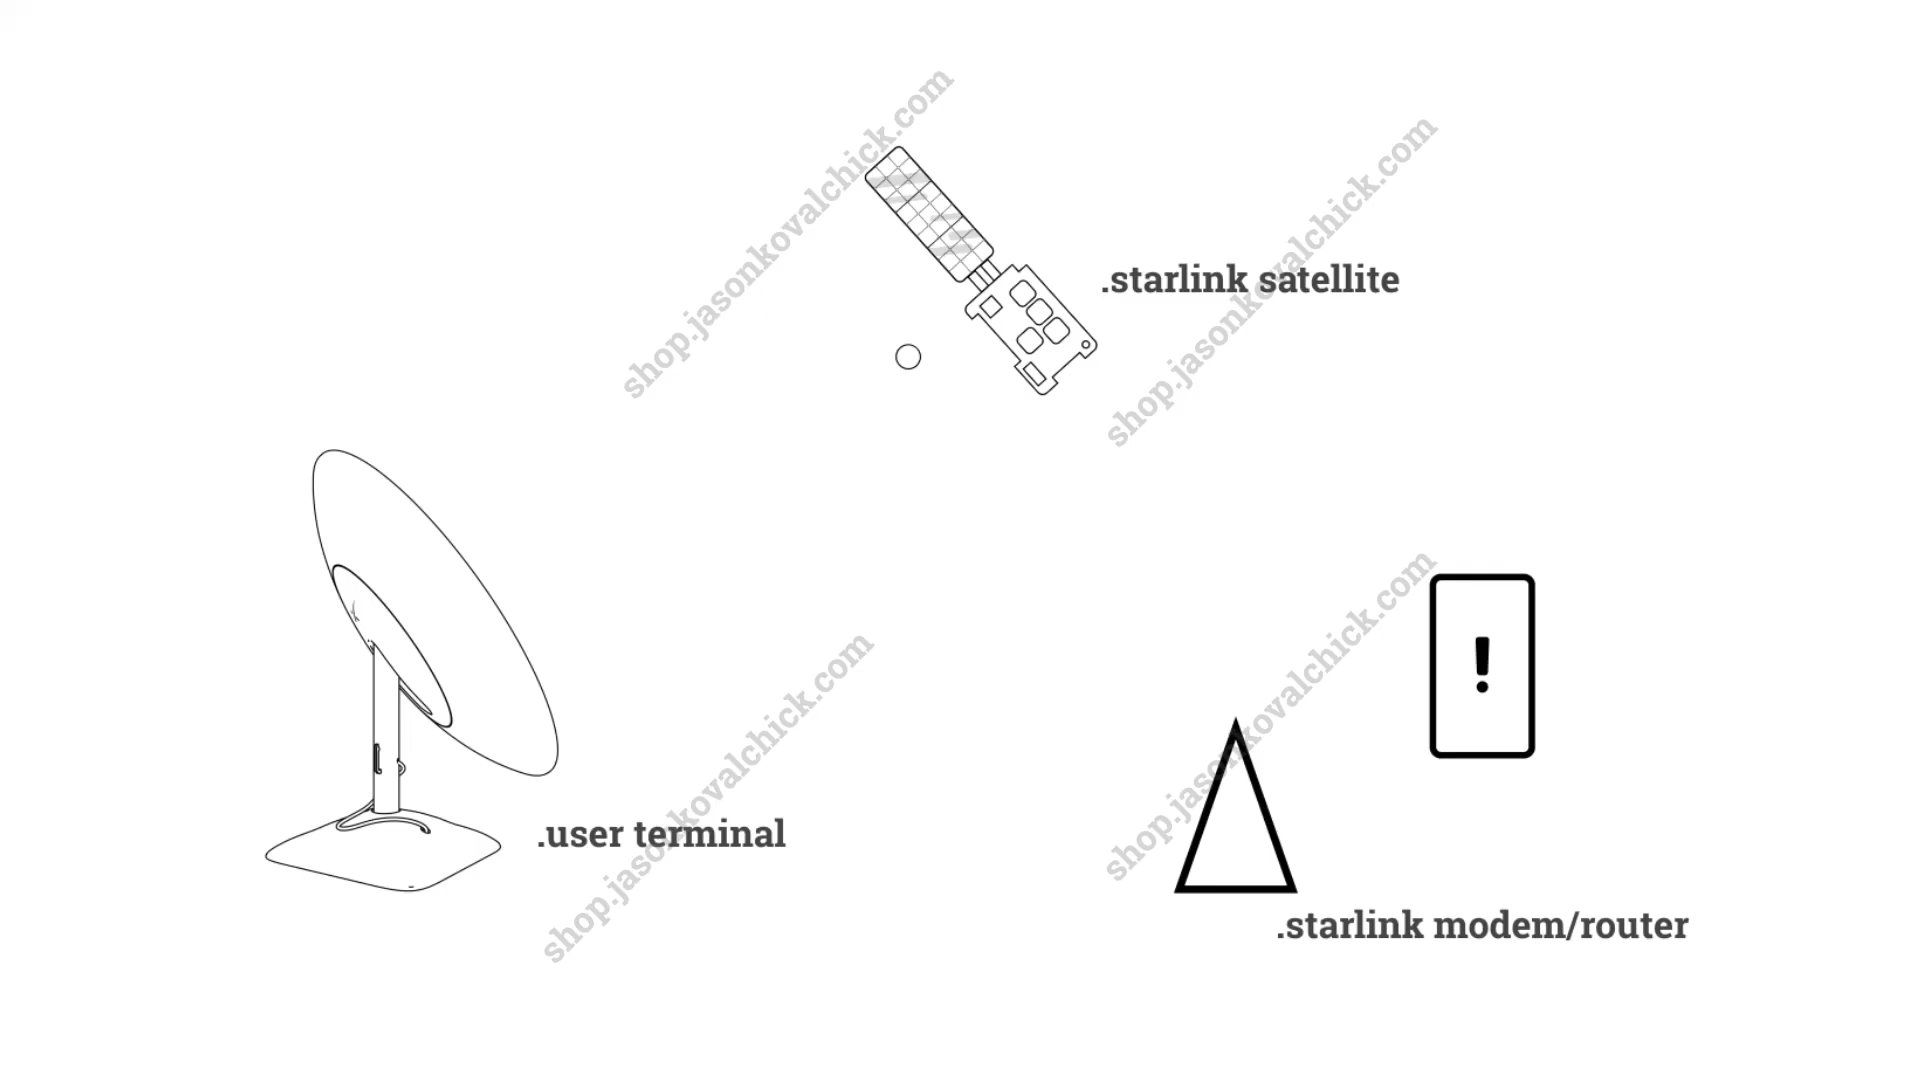 shop.jasonkovalchick.com
shop.jasonkovalchick.com
.starlink satellite
shop.jasonkovalchick.com
shop.jasonkovalchick.com
!
.user terminal
.starlink modem/router